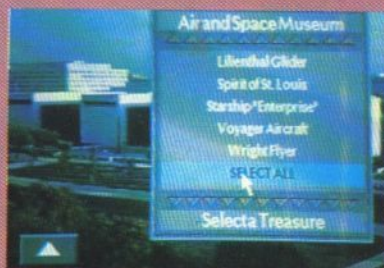 Air and Space Museum
Lilienthal Glider
Spirit of St. Louis
Starship "Enterprise"
Voyager Aircraft
Wright Flyer
SELECT ALL
Select a Treasure